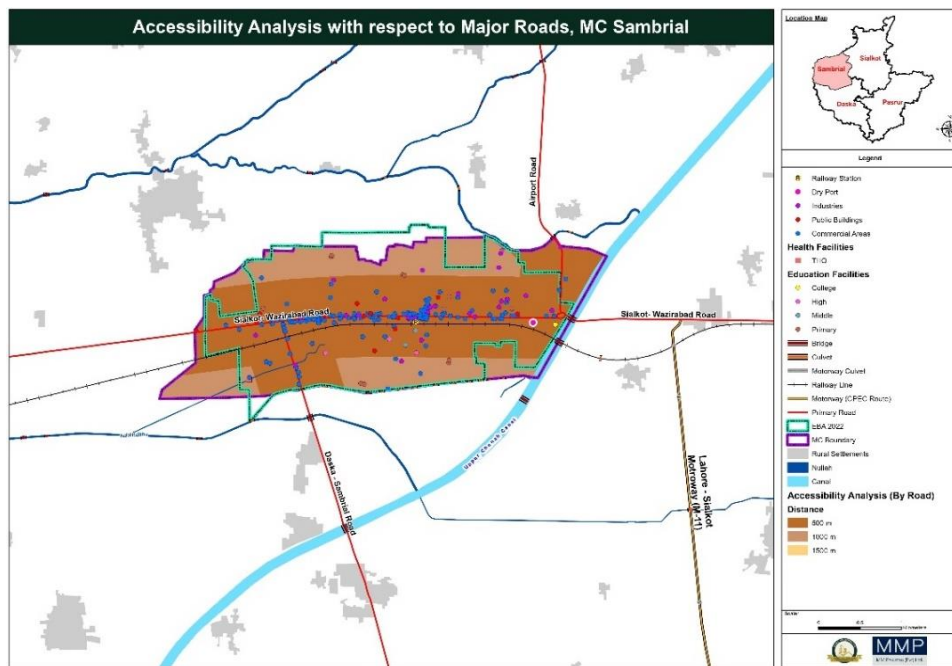 Accessibility Analysis with respect to Major Roads, MC Sambrial
Airport Road
Sialkot- Wazirabad Road
Sialkot- Wazirabad Road
Upper Chenab Canal
Daska - Sambrial Road
Lahore - Sialkot
Motroway (M-11)
Location Map
Sambrial
Sialkot
Daska
Pasrur
Legend
Railway Station
Dry Port
Industries
Public Buildings
Commercial Areas
Health Facilities
Education Facilities
College
High
Middle
Primary
Bridge
Culvert
Motorway Culvert
Railway Line
Motorway (CPEC Route)
Primary Road
EBA 2022
MC Boundary
Rural Settlements
Nullah
Canal
Accessibility Analysis (By Road)
Distance
500 m
1000 m
1500 m
Scale
MMP